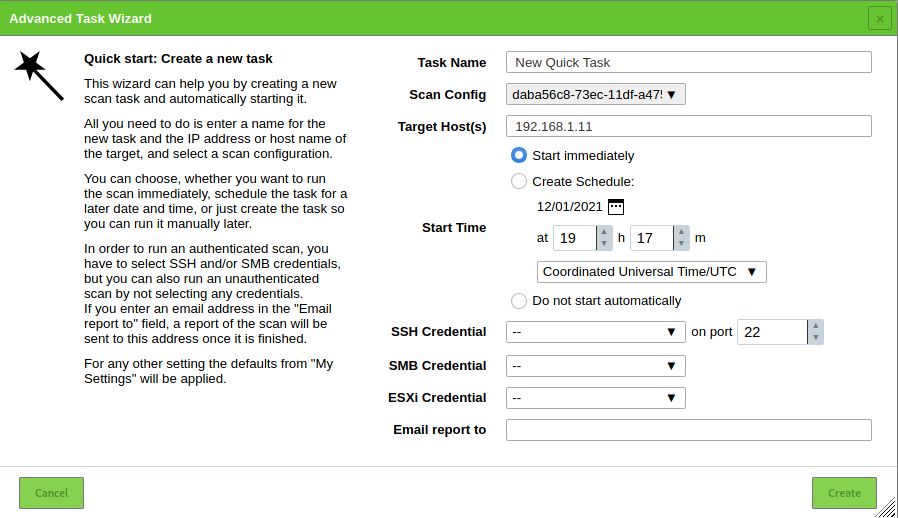 Advanced Task Wizard
×
Quick start: Create a new task
This wizard can help you by creating a new
scan task and automatically starting it.
All you need to do is enter a name for the
new task and the IP address or host name of
the target, and select a scan configuration.
You can choose, whether you want to run
the scan immediately, schedule the task for a
later date and time, or just create the task so
you can run it manually later.
In order to run an authenticated scan, you
have to select SSH and/or SMB credentials,
but you can also run an unauthenticated
scan by not selecting any credentials.
If you enter an email address in the "Email
report to" field, a report of the scan will be
sent to this address once it is finished.
For any other setting the defaults from "My
Settings" will be applied.
Task Name New Quick Task
Scan Config daba56c8-73ec-11df-a475 ▼
Target Host(s) 192.168.1.11
Start immediately
Create Schedule:
12/01/2021
Start Time
at 19 h 17 m
Coordinated Universal Time/UTC ▼
Do not start automatically
SSH Credential -- ▼ on port 22
SMB Credential -- ▼
ESXi Credential -- ▼
Email report to
Cancel
Create